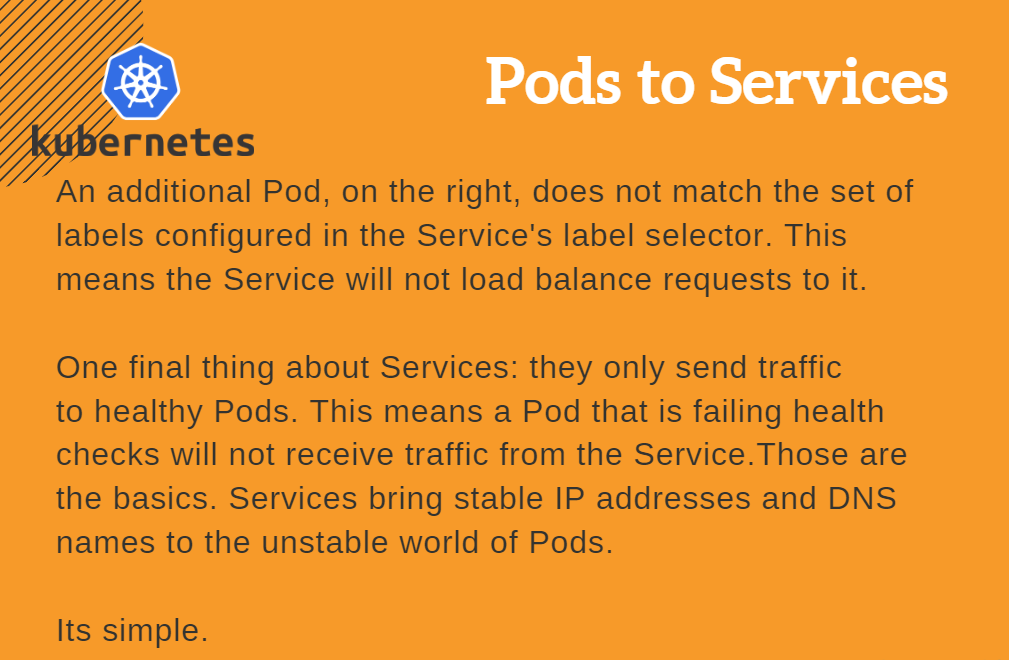 kubernetes
Pods to Services
An additional Pod, on the right, does not match the set of
labels configured in the Service's label selector. This
means the Service will not load balance requests to it.
One final thing about Services: they only send traffic
to healthy Pods. This means a Pod that is failing health
checks will not receive traffic from the Service.Those are
the basics. Services bring stable IP addresses and DNS
names to the unstable world of Pods.
Its simple.